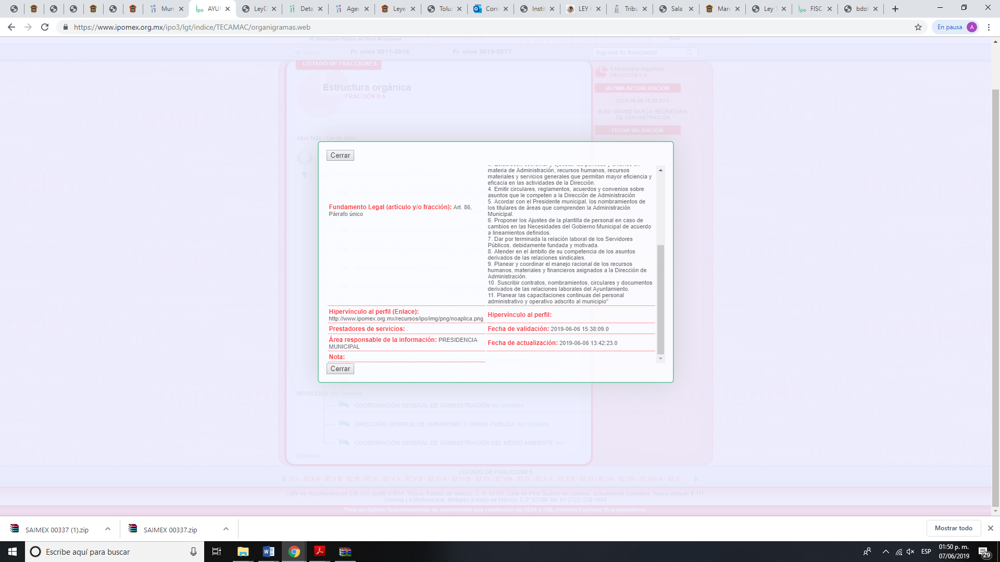 Mun
AYU
LeyD
Deta
Ager
Leye
Toluc
Corre
Instit
LEY
Tribu
Sala
Marc
Ley
FISC
bdo
https://www.ipomex.org.mx/ipo3/lgt/indice/TECAMAC/organigramas.web
En pausa
A
Información Pública de Oficio Mexiquense
Inicio
Fr. años 2011-2015
Fr. años 2015-2017
Ingresa tu búsqueda
LISTADO DE FRACCIONES
Estructura orgánica
FRACCIÓN II A
Estructura orgánica
FRACCIÓN II A
ULTIMA ACTUALIZACIÓN
ELSA GÓMEZ GARCÍA SECRETARIA
DE ADMINISTRACION
FECHA VALIDACIÓN
Abrir todo | Cerrar todo
Cerrar
materia de Administración, recursos humanos, recursos
materiales y servicios generales que permitan mayor eficiencia y
eficacia en las actividades de la Dirección.
4. Emitir circulares, reglamentos, acuerdos y convenios sobre
asuntos que le competen a la Dirección de Administración
5. Acordar con el Presidente municipal, los nombramientos de
los titulares de áreas que comprenden la Administración
Municipal.
6. Proponer los Ajustes de la plantilla de personal en caso de
cambios en las Necesidades del Gobierno Municipal de acuerdo
a lineamientos definidos.
7. Dar por terminada la relación laboral de los Servidores
Públicos, debidamente fundada y motivada.
8. Atender en el ámbito de su competencia de los asuntos
derivados de las relaciones sindicales.
9. Planear y coordinar el manejo racional de los recursos
humanos, materiales y financieros asignados a la Dirección de
Administración.
10. Suscribir contratos, nombramientos, circulares y documentos
derivados de las relaciones laborales del Ayuntamiento.
11. Planear las capacitaciones continuas del personal
administrativo y operativo adscrito al municipio"
Fundamento Legal (artículo y/o fracción): Art. 86,
Párrafo único
Hipervínculo al perfil (Enlace):
http://www.ipomex.org.mx/recursos/ipo/img/png/noaplica.png
Hipervínculo al perfil:
Prestadores de servicios: .
Fecha de validación: 2019-06-06 15:38:09.0
Área responsable de la información: PRESIDENCIA
MUNICIPAL
Fecha de actualización: 2019-06-06 13:42:23.0
Nota:
Cerrar
MOVILIDAD Ver Detalles
COORDINACIÓN GENERAL DE ADMINISTRACIÓN Ver Detalles
DIRECCIÓN GENERAL DE URBANISMO Y OBRAS PUBLICA Ver Detalles
COORDINACIÓN GENERAL DE ADMINISTRACIÓN DEL MEDIO AMBIENTE Ver
Detalles
LISTADO DE FRACCIONES
92 I - 92 II A - 92 II B - 92 III - 92 IV - 92 V A - 92 V B - 92 VI A - 92 VI B - 92 VII - 92 VIII - 92 IX - 92 X A - 92 X B - 92 XI - 92 XII - 92 XIII - 92 XIV A - 92 X
Calle de Nezahualcoyotl S/N Col. Izcalli IPIEM, Toluca, Estado de México, C. P. 50150 Calle de Pino Suárez sin número, actualmente Carretera Toluca-Ixtapan # 111
Colonia La Michoacana; Metepec Estado de México, C.P. 52166 Tel. 01 (722) 226 1980
Para un óptimo funcionamiento se recomienda una resolución de 1024 x 768, Internet Explorer 11 o superiores.
SAIMEX 00337 (1).zip
SAIMEX 00337.zip
Mostrar todo
Escribe aquí para buscar
ESP
01:50 p. m.
07/06/2019
29